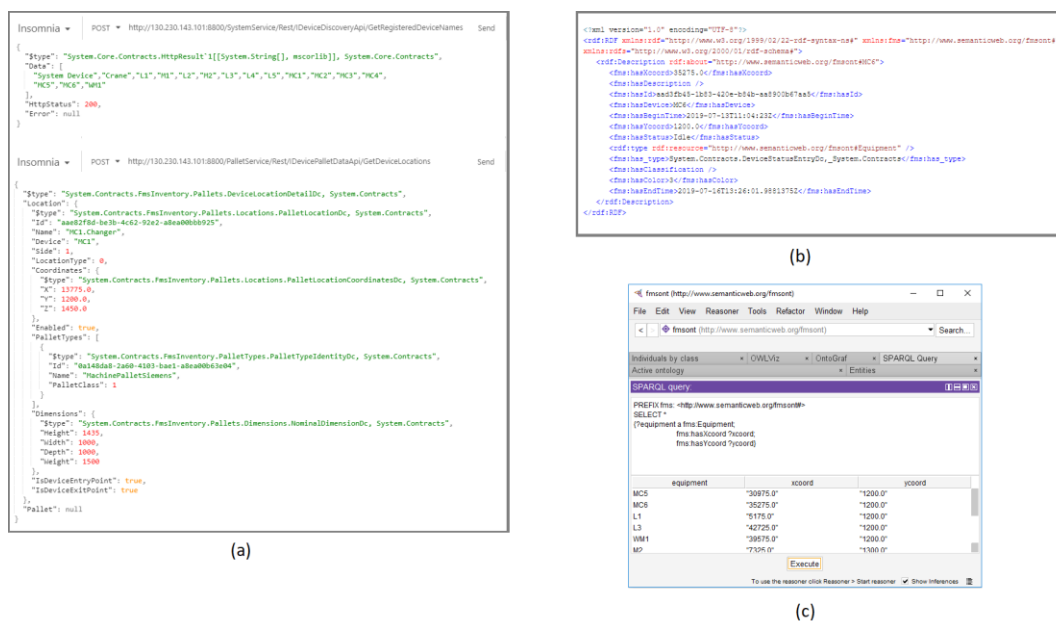 Insomnia POST http://130.230.143.101:8800/SystemService/Rest/IDeviceDiscoveryApi/GetRegisteredDeviceNames Send
{
"$type": "System.Core.Contracts.HttpResult`1[[System.String[], mscorlib]], System.Core.Contracts",
"Data": [
"System Device","Crane","L1","M1","L2","M2","L3","L4","L5","MC1","MC2","MC3","MC4",
"MC5","MC6","WM1"
],
"HttpStatus": 200,
"Error": null
}
Insomnia POST http://130.230.143.101:8800/PalletService/Rest/IDevicePalletDataApi/GetDeviceLocations Send
{
"$type": "System.Contracts.FmsInventory.Pallets.DeviceLocationDetailDc, System.Contracts",
"Location": {
"$type": "System.Contracts.FmsInventory.Pallets.Locations.PalletLocationDc, System.Contracts",
"Id": "aae82f8d-be3b-4c62-92e2-a8ea00bbb925",
"Name": "MC1.Changer",
"Device": "MC1",
"Side": 1,
"LocationType": 0,
"Coordinates": {
"$type": "System.Contracts.FmsInventory.Pallets.Locations.PalletLocationCoordinatesDc, System.Contracts",
"X": 13775.0,
"Y": 1200.0,
"Z": 1450.0
},
"Enabled": true,
"PalletTypes": [
{
"$type": "System.Contracts.FmsInventory.PalletTypes.PalletTypeIdentityDc, System.Contracts",
"Id": "0a148da8-2a60-4103-bae1-a8ea00b63e04",
"Name": "MachinePalletSiemens",
"PalletClass": 1
}
],
"Dimensions": {
"$type": "System.Contracts.FmsInventory.Pallets.Dimensions.NominalDimensionDc, System.Contracts",
"Height": 1435,
"Width": 1000,
"Depth": 1000,
"Weight": 1500
},
"IsDeviceEntryPoint": true,
"IsDeviceExitPoint": true
},
"Pallet": null
}
(a)
<?xml version="1.0" encoding="UTF-8"?>
<rdf:RDF xmlns:rdf="http://www.w3.org/1999/02/22-rdf-syntax-ns#" xmlns:fms="http://www.semanticweb.org/fmsont#"
xmlns:rdfs="http://www.w3.org/2000/01/rdf-schema#">
<rdf:Description rdf:about="http://www.semanticweb.org/fmsont#MC6">
<fms:hasXcoord>35275.0</fms:hasXcoord>
<fms:hasDescription />
<fms:hasId>aad3fb45-1b83-420e-b84b-aa8900b67aa5</fms:hasId>
<fms:hasDevice>MC6</fms:hasDevice>
<fms:hasBeginTime>2019-07-13T11:04:23Z</fms:hasBeginTime>
<fms:hasYcoord>1200.0</fms:hasYcoord>
<fms:hasStatus>Idle</fms:hasStatus>
<rdf:type rdf:resource="http://www.semanticweb.org/fmsont#Equipment" />
<fms:has_type>System.Contracts.DeviceStatusEntryDc,_System.Contracts</fms:has_type>
<fms:hasClassification />
<fms:hasColor>3</fms:hasColor>
<fms:hasEndTime>2019-07-16T13:26:01.9881375Z</fms:hasEndTime>
</rdf:Description>
</rdf:RDF>
(b)
fmsont (http://www.semanticweb.org/fmsont)
File Edit View Reasoner Tools Refactor Window Help
fmsont (http://www.semanticweb.org/fmsont) Search...
Individuals by class OWLViz OntoGraf SPARQL Query
Active ontology Entities
SPARQL query:
PREFIX fms: <http://www.semanticweb.org/fmsont#>
SELECT *
{?equipment a fms:Equipment;
fms:hasXcoord ?xcoord;
fms:hasYcoord ?ycoord}
equipment xcoord ycoord
MC5 "30975.0" "1200.0"
MC6 "35275.0" "1200.0"
L1 "5175.0" "1200.0"
L3 "42725.0" "1200.0"
WM1 "39575.0" "1200.0"
M2 "7325.0" "1300.0"
Execute
To use the reasoner click Reasoner > Start reasoner Show Inferences
(c)